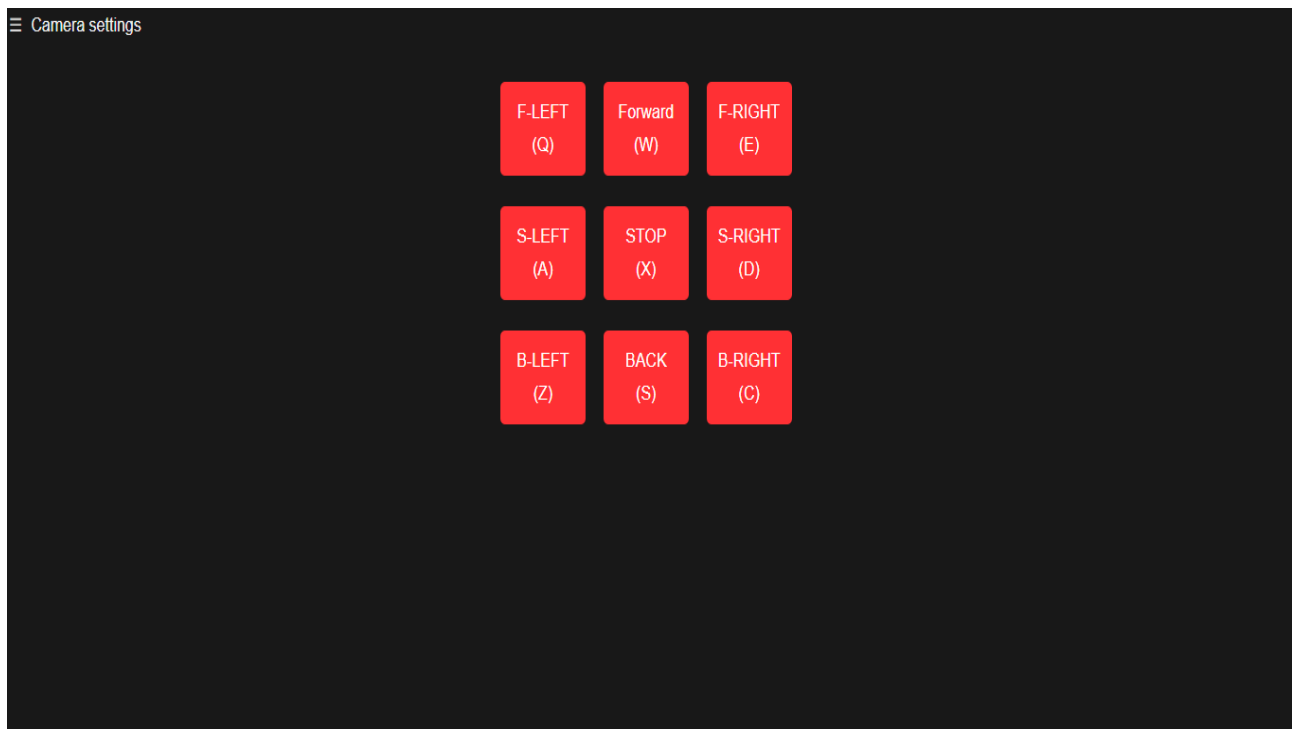 ☰ Camera settings
F-LEFT Forward F-RIGHT
(Q) (W) (E)
S-LEFT STOP S-RIGHT
(A) (X) (D)
B-LEFT BACK B-RIGHT
(Z) (S) (C)